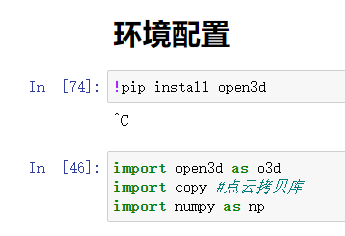 环境配置
In [74]: !pip install open3d
^C
In [46]: import open3d as o3d
import copy #点云拷贝库
import numpy as np